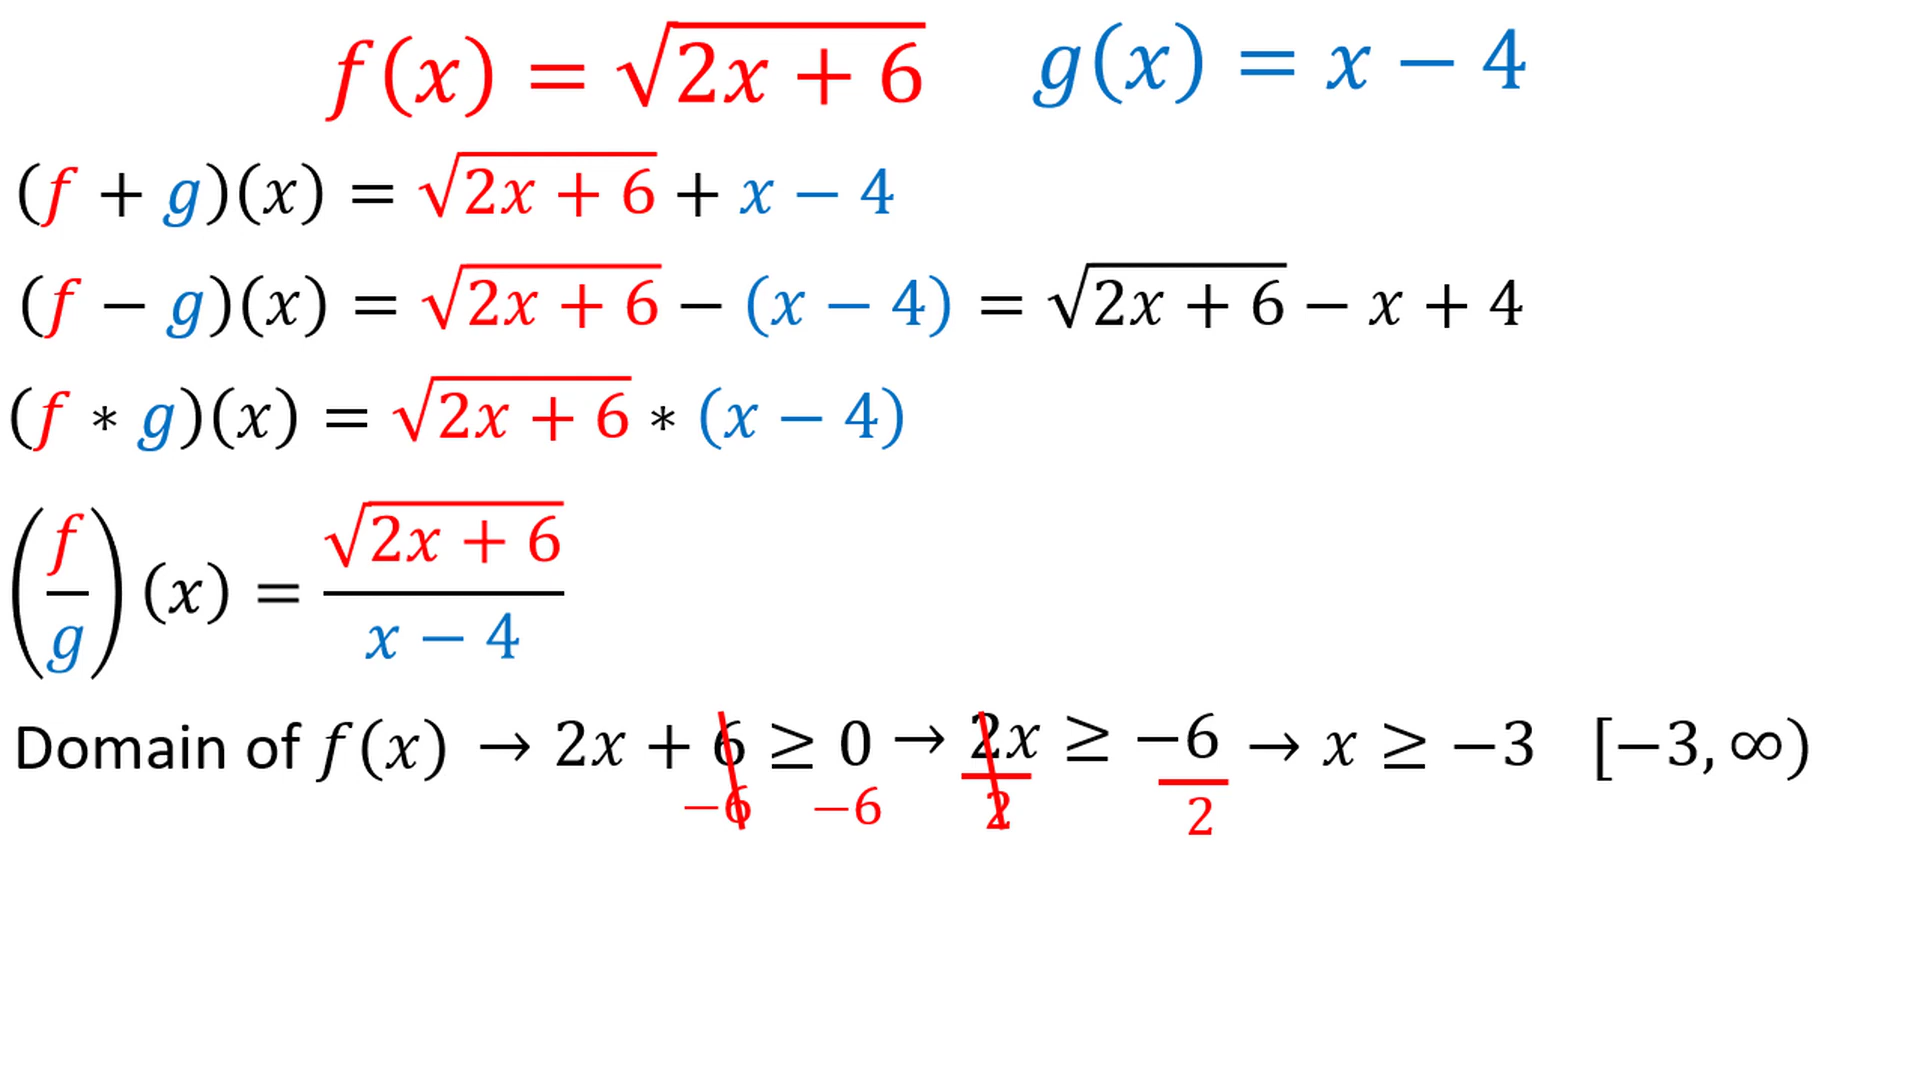 f(x) = √(2x + 6)    g(x) = x − 4
(f + g)(x) = √(2x + 6) + x − 4
(f − g)(x) = √(2x + 6) − (x − 4) = √(2x + 6) − x + 4
(f * g)(x) = √(2x + 6) * (x − 4)
(f/g)(x) = √(2x + 6) / (x − 4)
Domain of f(x) → 2x + 6 ≥ 0 → 2x ≥ −6 → x ≥ −3 [−3, ∞)
−6 −6 2 2